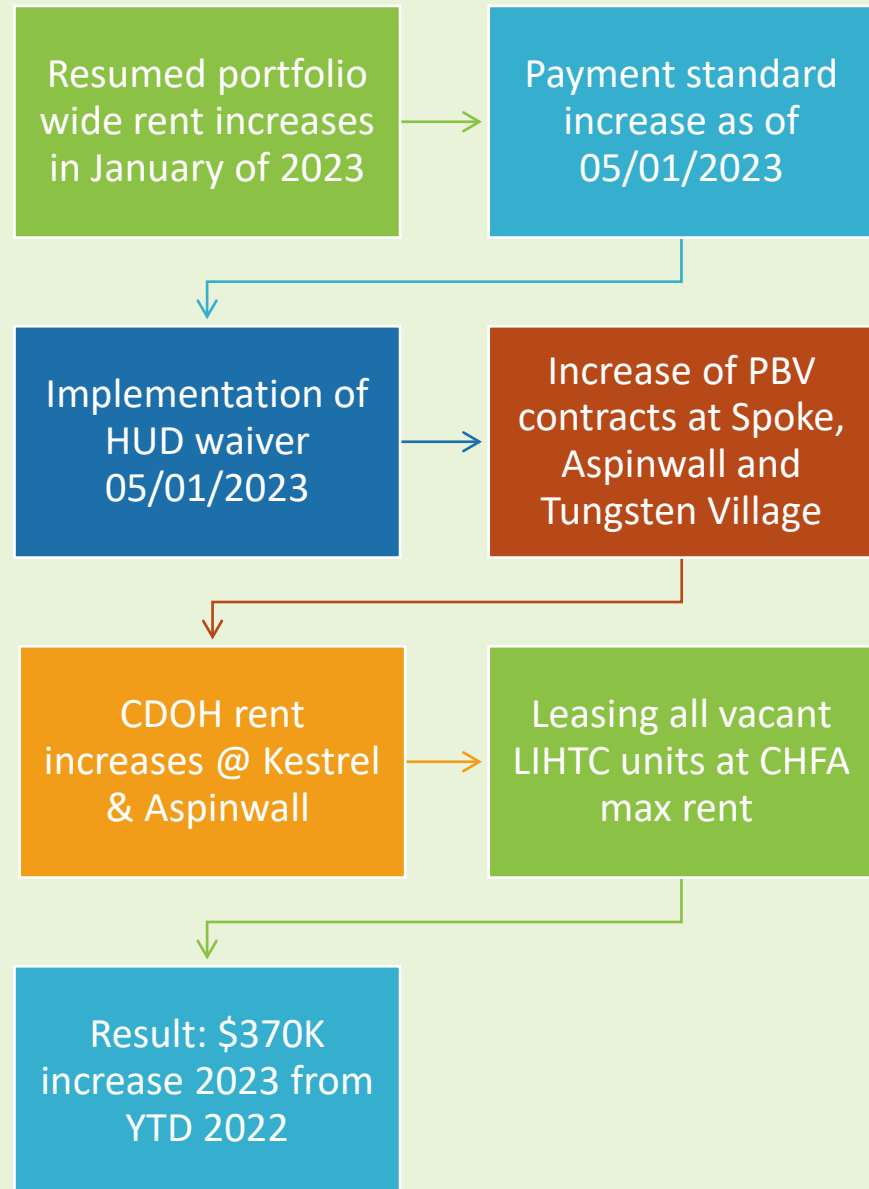 Resumed portfolio
wide rent increases
in January of 2023
Payment standard
increase as of
05/01/2023
Implementation of
HUD waiver
05/01/2023
Increase of PBV
contracts at Spoke,
Aspinwall and
Tungsten Village
CDOH rent
increases @ Kestrel
& Aspinwall
Leasing all vacant
LIHTC units at CHFA
max rent
Result: $370K
increase 2023 from
YTD 2022